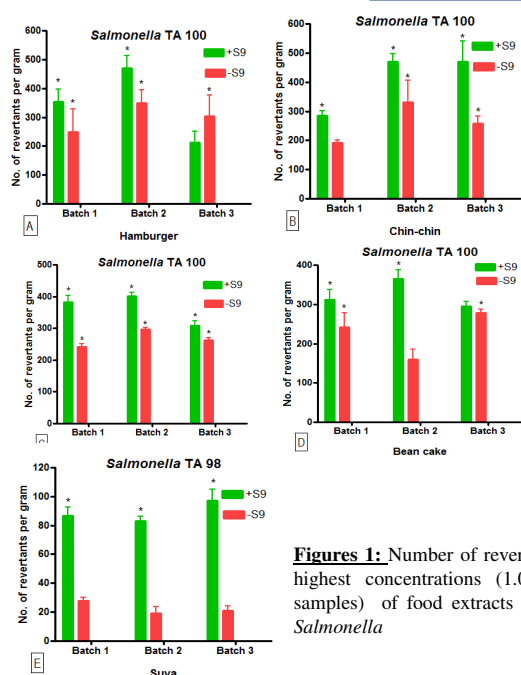 Salmonella TA 100
No. of revertants per gram
600
500
400
300
200
100
0
* * * * *
+S9
-S9
Batch 1 Batch 2 Batch 3
A
Hamburger
Salmonella TA 100
No. of revertants per gram
600
500
400
300
200
100
0
* * * * *
+S9
-S9
Batch 1 Batch 2 Batch 3
B
Chin-chin
Salmonella TA 100
No. of revertants per gram
500
400
300
200
100
0
* * * * * *
+S9
-S9
Batch 1 Batch 2 Batch 3
Salmonella TA 100
No. of revertants per gram
400
300
200
100
0
* * * *
+S9
-S9
Batch 1 Batch 2 Batch 3
D
Bean cake
Salmonella TA 98
No. of revertants per gram
120
100
80
60
40
20
0
* * *
+S9
-S9
Batch 1 Batch 2 Batch 3
E
Suya
Figures 1: Number of rever
highest concentrations (1.0
samples) of food extracts
Salmonella